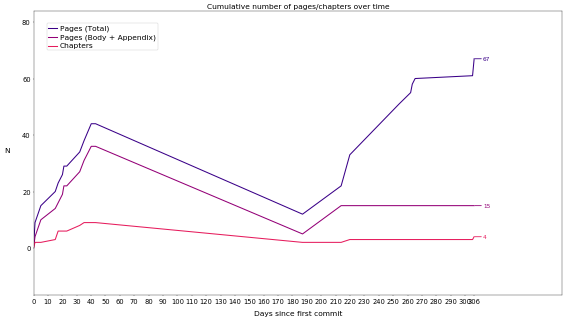 Cumulative number of pages/chapters over time
80
Pages (Total)
Pages (Body + Appendix)
Chapters
67
60
40
N
20
15
4
0
0 10 20 30 40 50 60 70 80 90 100 110 120 130 140 150 160 170 180 190 200 210 220 230 240 250 260 270 280 290 300 306
Days since first commit